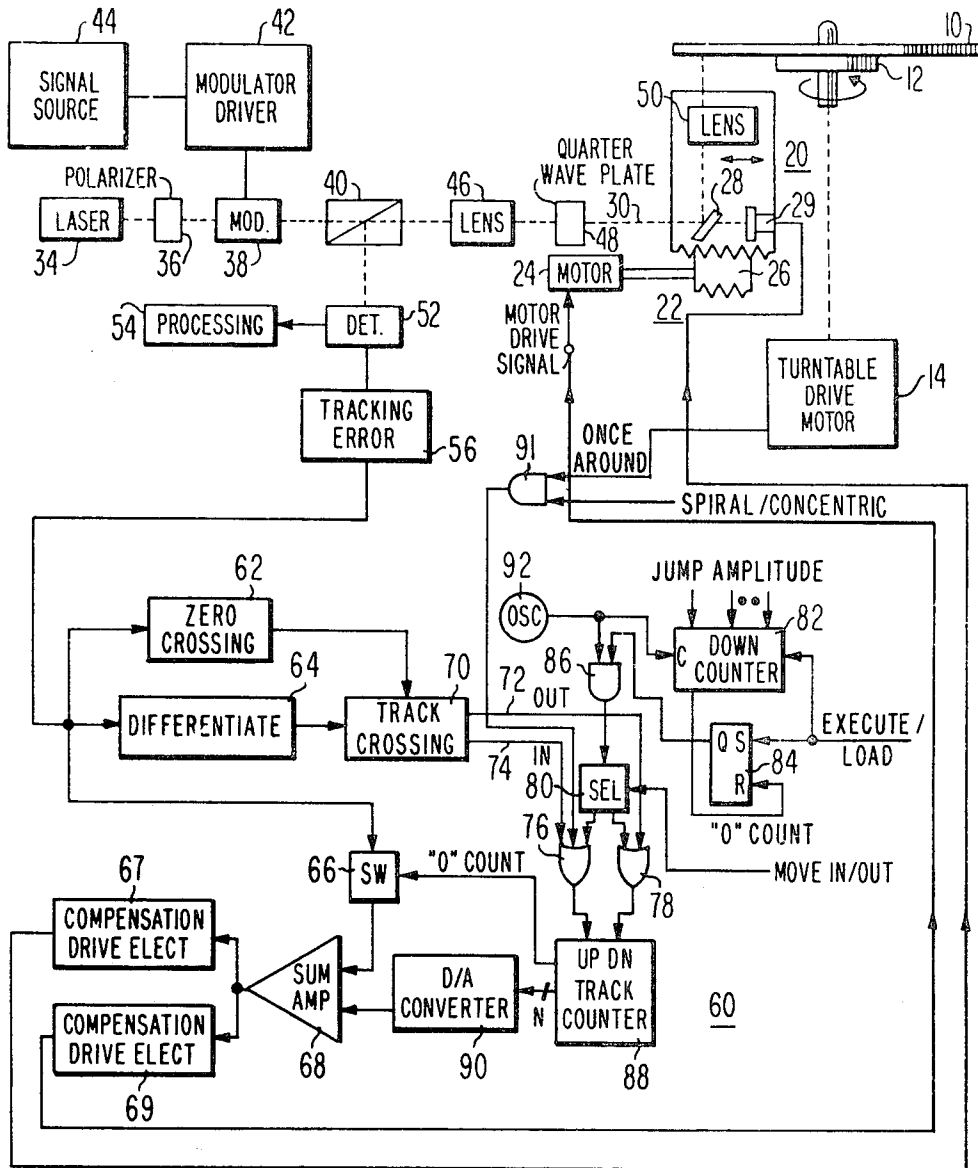 44
SIGNAL
SOURCE
42
MODULATOR
DRIVER
10
12
50
LENS
20
POLARIZER
LASER
34
36
MOD.
38
40
46
LENS
QUARTER
WAVE PLATE
48
30
28
29
24
MOTOR
26
22
54
PROCESSING
DET.
52
MOTOR
DRIVE
SIGNAL
TURNTABLE
DRIVE
MOTOR
14
TRACKING
ERROR
56
ONCE
AROUND
91
SPIRAL/CONCENTRIC
62
ZERO
CROSSING
92
OSC
JUMP AMPLITUDE
82
C DOWN
COUNTER
64
DIFFERENTIATE
70
TRACK
CROSSING
72
OUT
74
IN
86
Q S
84
R
EXECUTE/
LOAD
80
SEL
"0" COUNT
76
78
MOVE IN/OUT
66
SW
"0" COUNT
67
COMPENSATION
DRIVE ELECT
COMPENSATION
DRIVE ELECT
69
SUM
AMP
68
D/A
CONVERTER
90
N
UP DN
TRACK
COUNTER
88
60